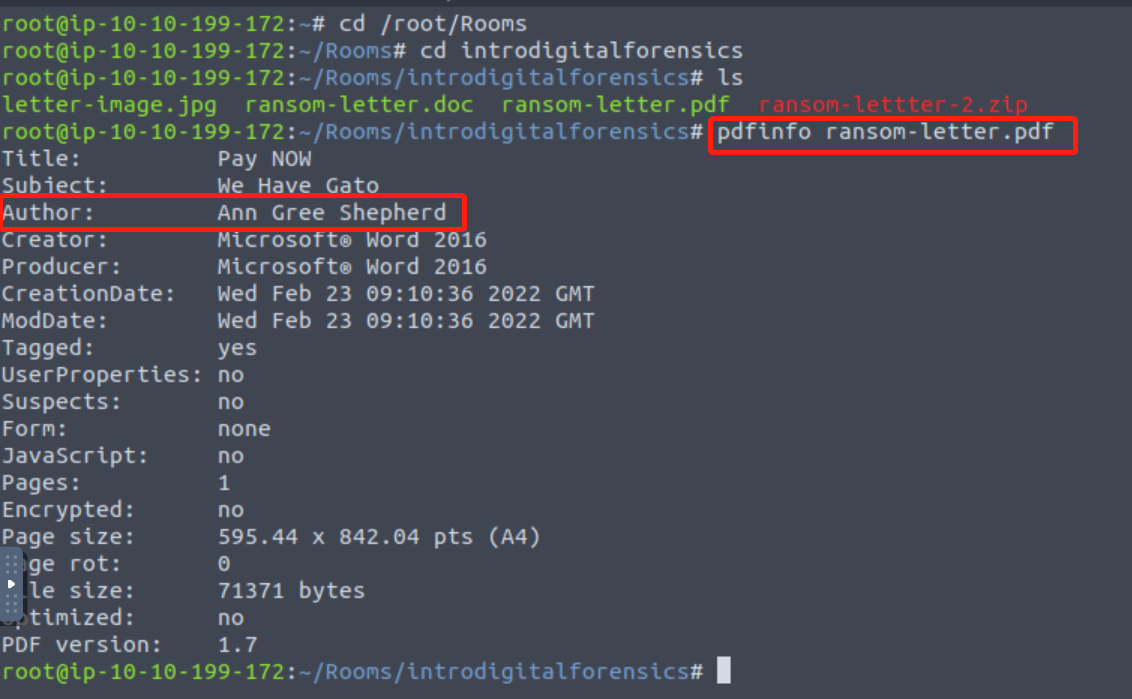 root@ip-10-10-199-172:~# cd /root/Rooms
root@ip-10-10-199-172:~/Rooms# cd introdigitalforensics
root@ip-10-10-199-172:~/Rooms/introdigitalforensics# ls
letter-image.jpg  ransom-letter.doc  ransom-letter.pdf  ransom-lettter-2.zip
root@ip-10-10-199-172:~/Rooms/introdigitalforensics# pdfinfo ransom-letter.pdf
Title:          Pay NOW
Subject:        We Have Gato
Author:         Ann Gree Shepherd
Creator:        Microsoft® Word 2016
Producer:       Microsoft® Word 2016
CreationDate:   Wed Feb 23 09:10:36 2022 GMT
ModDate:        Wed Feb 23 09:10:36 2022 GMT
Tagged:         yes
UserProperties: no
Suspects:       no
Form:           none
JavaScript:     no
Pages:          1
Encrypted:      no
Page size:      595.44 x 842.04 pts (A4)
age rot:       0
le size:      71371 bytes
optimized:      no
PDF version:    1.7
root@ip-10-10-199-172:~/Rooms/introdigitalforensics#